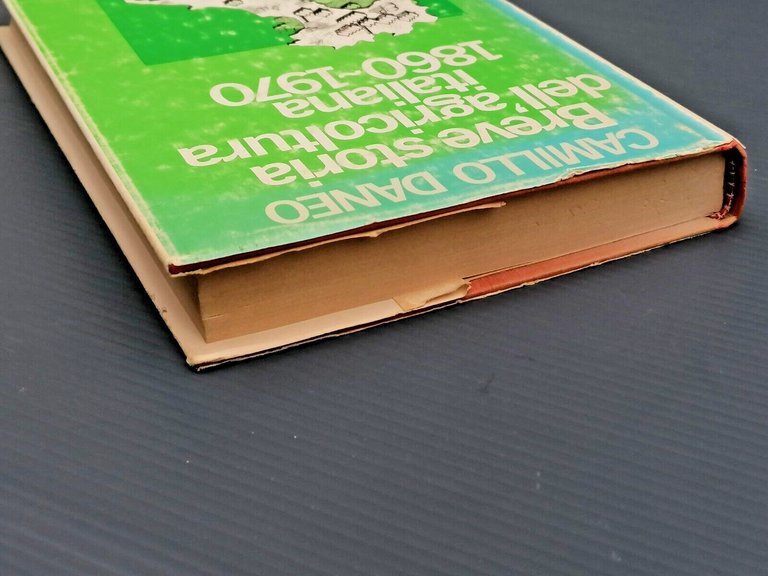 CAMILLO DANEO
Breve storia
dell'agricoltura
italiana
1860-1970